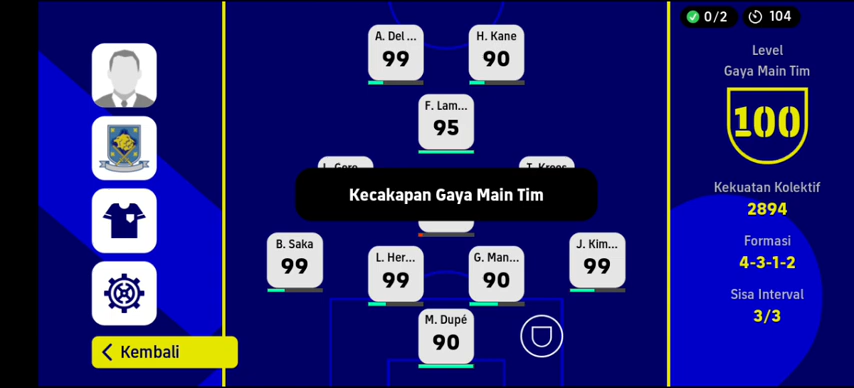 0/2
104
A. Del ...
99
H. Kane
90
F. Lam...
95
Kecakapan Gaya Main Tim
B. Saka
99
L. Her...
99
G. Man...
90
J. Kim...
99
M. Dupé
90
Kembali
Level
Gaya Main Tim
100
Kekuatan Kolektif
2894
Formasi
4-3-1-2
Sisa Interval
3/3